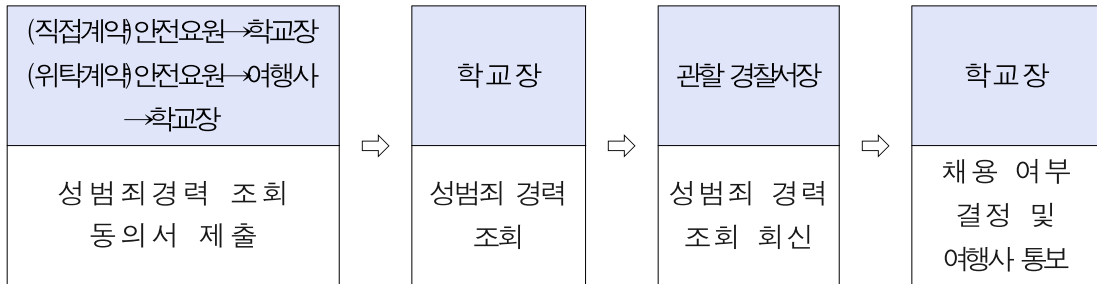 (직접계약)안전요원→학교장
(위탁계약)안전요원→여행사
→학교장
성범죄경력 조회
동의서 제출
⇨
학교장
성범죄 경력
조회
⇨
관할 경찰서장
성범죄 경력
조회 회신
⇨
학교장
채용 여부
결정 및
여행사 통보